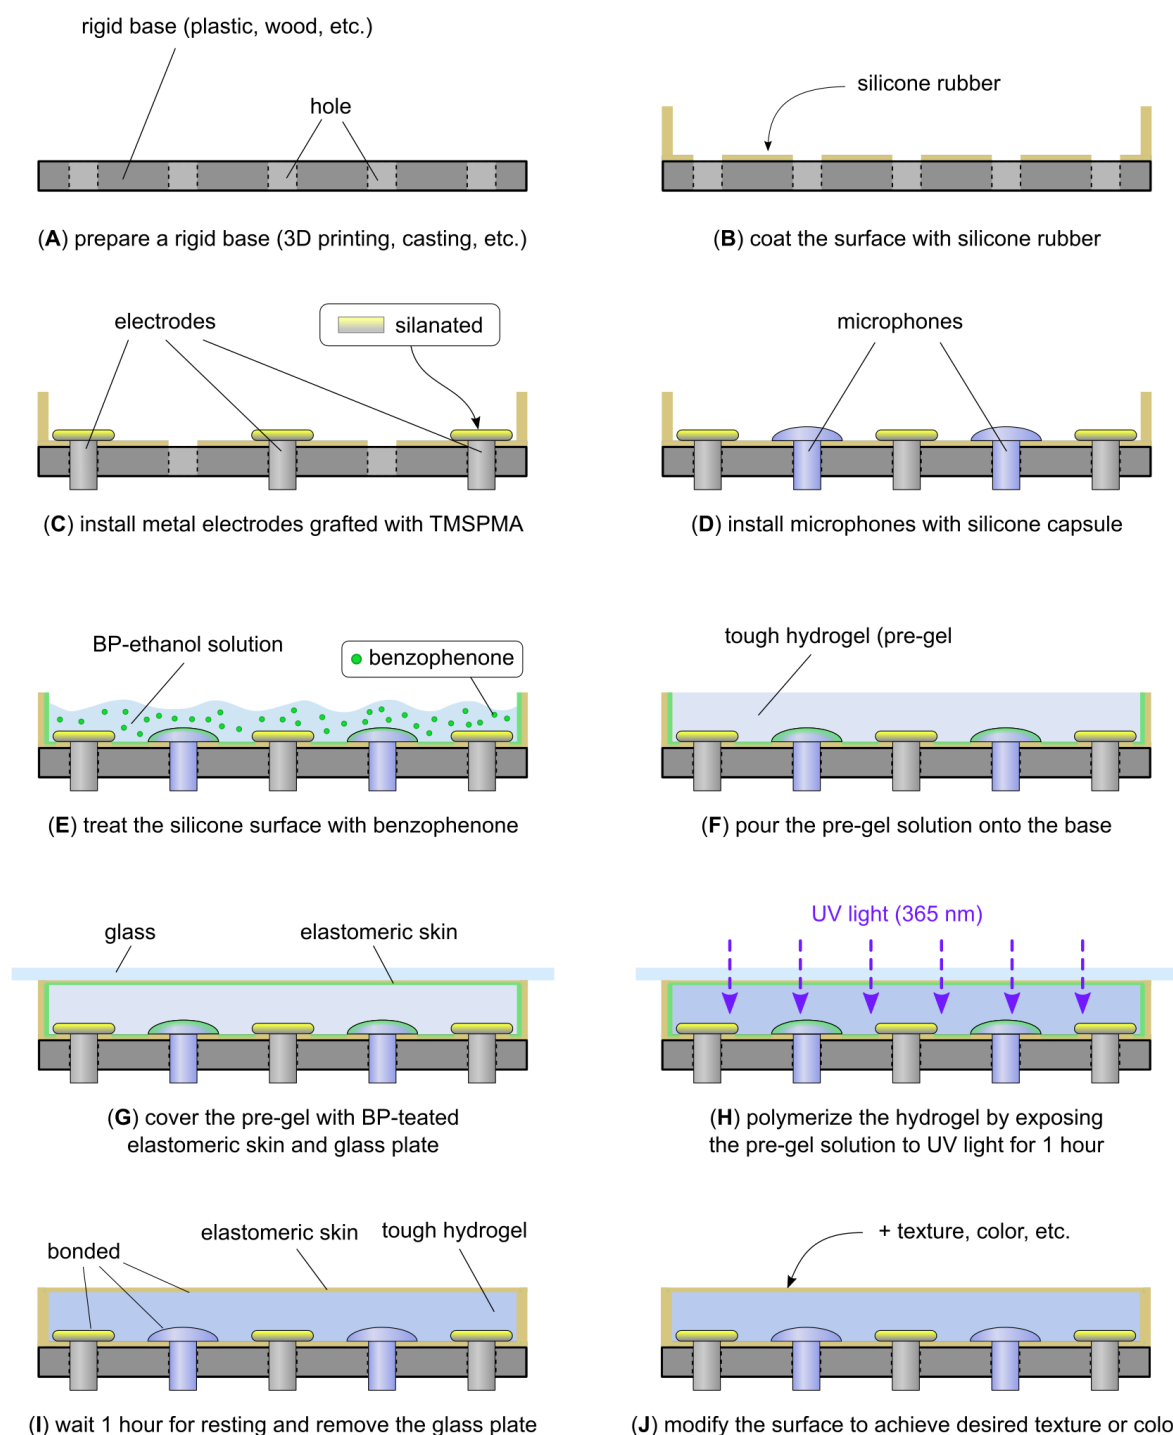 rigid base (plastic, wood, etc.)
hole
(A) prepare a rigid base (3D printing, casting, etc.)
silicone rubber
(B) coat the surface with silicone rubber
electrodes
silanated
(C) install metal electrodes grafted with TMSPMA
microphones
(D) install microphones with silicone capsule
BP-ethanol solution
benzophenone
(E) treat the silicone surface with benzophenone
tough hydrogel (pre-gel
(F) pour the pre-gel solution onto the base
glass
elastomeric skin
(G) cover the pre-gel with BP-teated
elastomeric skin and glass plate
UV light (365 nm)
(H) polymerize the hydrogel by exposing
the pre-gel solution to UV light for 1 hour
bonded
elastomeric skin
tough hydrogel
(I) wait 1 hour for resting and remove the glass plate
+ texture, color, etc.
(J) modify the surface to achieve desired texture or colo